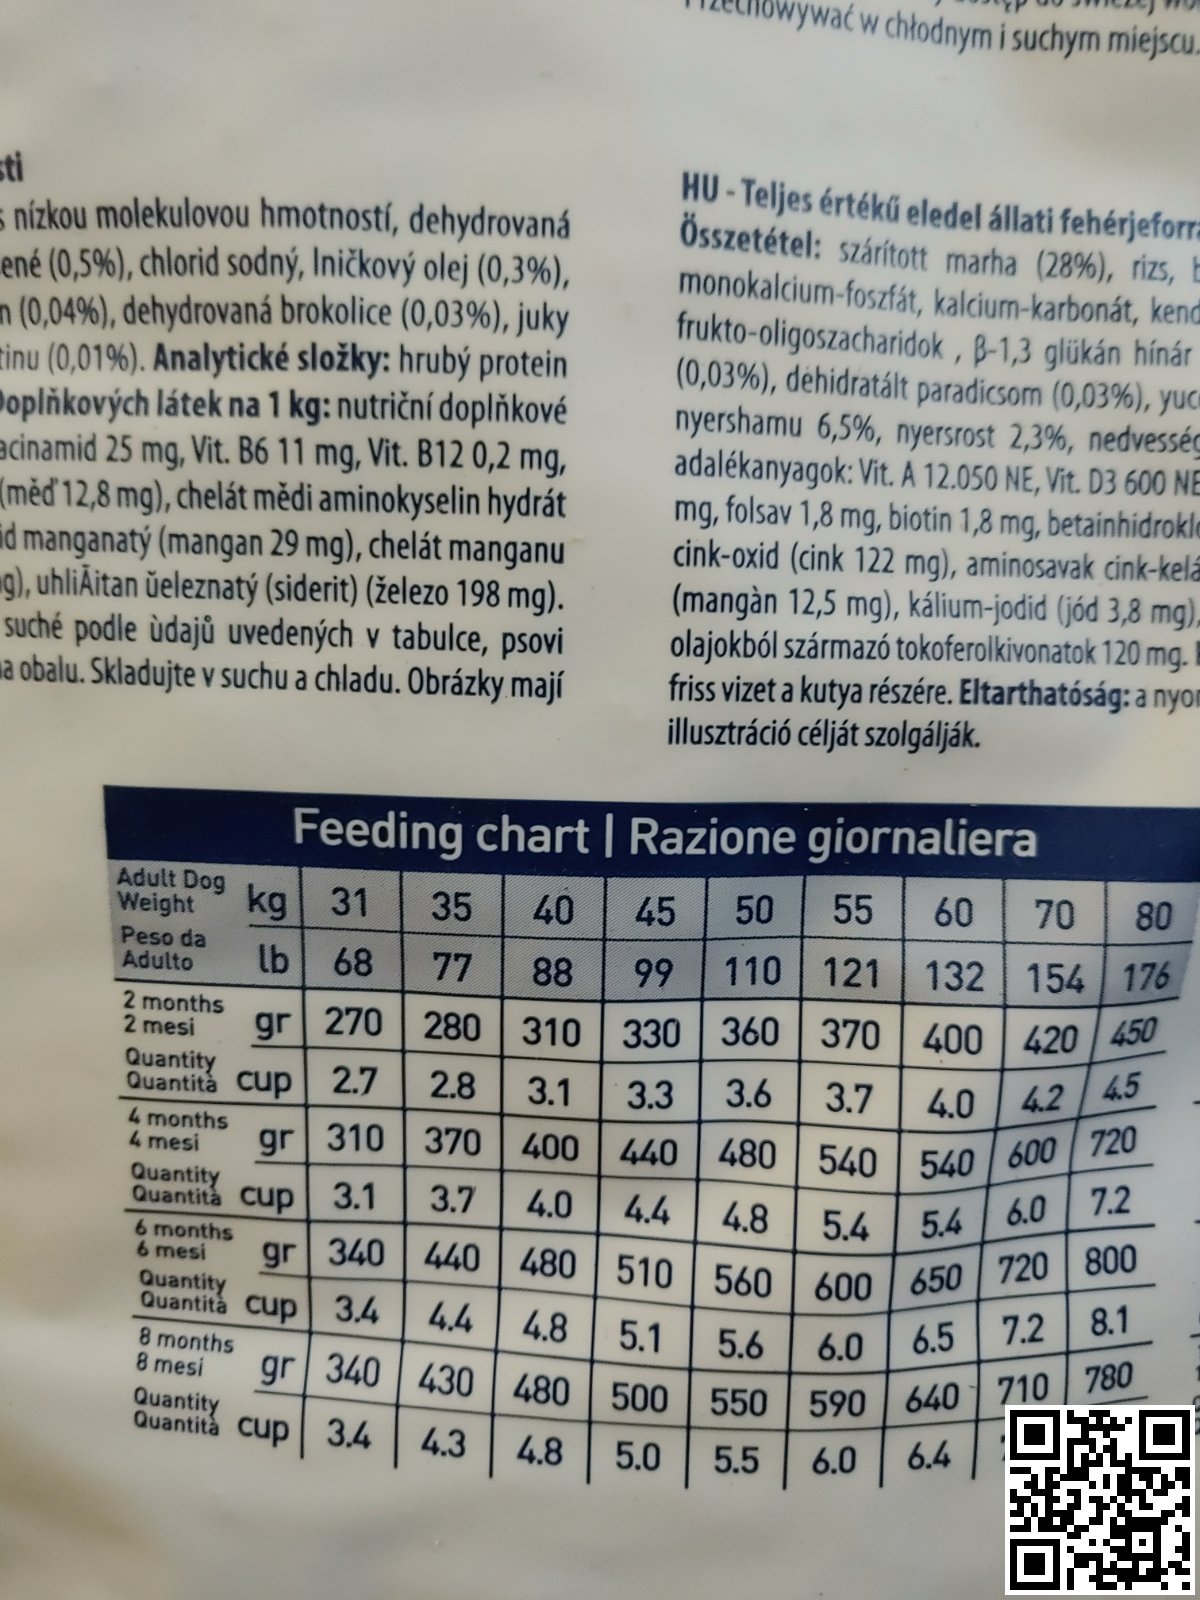 Przechowywać w chłodnym i suchym miejscu.
sti
s nízkou molekulovou hmotností, dehydrovaná
ené (0,5%), chlorid sodný, lničkový olej (0,3%),
n (0,04%), dehydrovaná brokolice (0,03%), juky
tinu (0,01%). Analytické složky: hrubý protein
Doplňkových látek na 1 kg: nutriční doplňkové
acinamid 25 mg, Vit. B6 11 mg, Vit. B12 0,2 mg,
(měď 12,8 mg), chelát mědi aminokyselin hydrát
id manganatý (mangan 29 mg), chelát manganu
g), uhliÄitan ŭeleznatý (siderit) (železo 198 mg).
suché podle ùdajů uvedených v tabulce, psovi
na obalu. Skladujte v suchu a chladu. Obrázky mají
HU - Teljes értékű eledel állati fehérjeforra
Összetétel: szárított marha (28%), rizs, b
monokalcium-foszfát, kalcium-karbonát, kend
frukto-oligoszacharidok , β-1,3 glükán hínár
(0,03%), dehidratált paradicsom (0,03%), yucc
nyershamu 6,5%, nyersrost 2,3%, nedvesség
adalékanyagok: Vit. A 12.050 NE, Vit. D3 600 NE
mg, folsav 1,8 mg, biotin 1,8 mg, betainhidroklo
cink-oxid (cink 122 mg), aminosavak cink-kelá
(mangàn 12,5 mg), kálium-jodid (jód 3,8 mg),
olajokból származó tokoferolkivonatok 120 mg.
friss vizet a kutya részére. Eltarthatóság: a nyor
illusztráció célját szolgálják.
Feeding chart | Razione giornaliera
Adult Dog Weight kg 31 35 40 45 50 55 60 70 80
Peso da Adulto lb 68 77 88 99 110 121 132 154 176
2 months 2 mesi gr 270 280 310 330 360 370 400 420 450
Quantity Quantità cup 2.7 2.8 3.1 3.3 3.6 3.7 4.0 4.2 4.5
4 months 4 mesi gr 310 370 400 440 480 540 540 600 720
Quantity Quantità cup 3.1 3.7 4.0 4.4 4.8 5.4 5.4 6.0 7.2
6 months 6 mesi gr 340 440 480 510 560 600 650 720 800
Quantity Quantità cup 3.4 4.4 4.8 5.1 5.6 6.0 6.5 7.2 8.1
8 months 8 mesi gr 340 430 480 500 550 590 640 710 780
Quantity Quantità cup 3.4 4.3 4.8 5.0 5.5 6.0 6.4